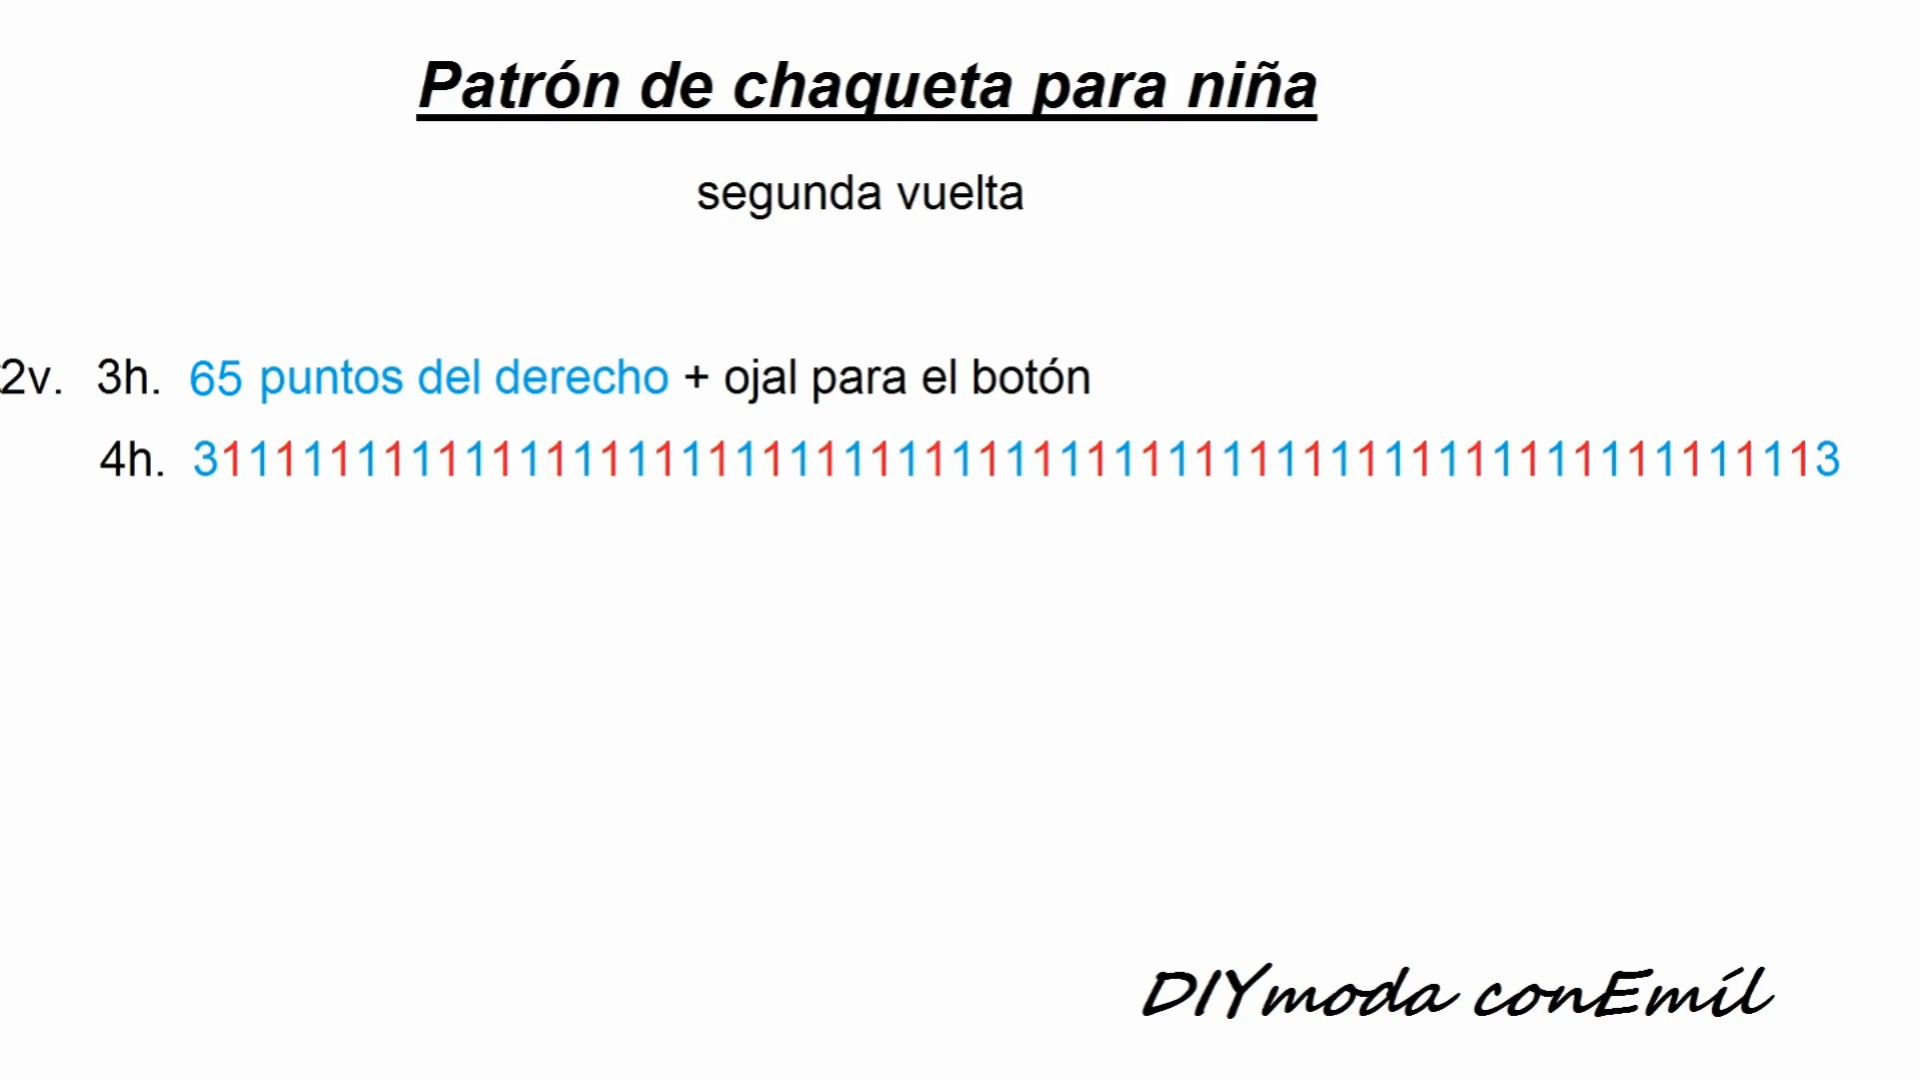 Patrón de chaqueta para niña
segunda vuelta
2v. 3h. 65 puntos del derecho + ojal para el botón
4h. 311111111111111111111111111111111111111111111111111111111113
DIYmoda conEmil